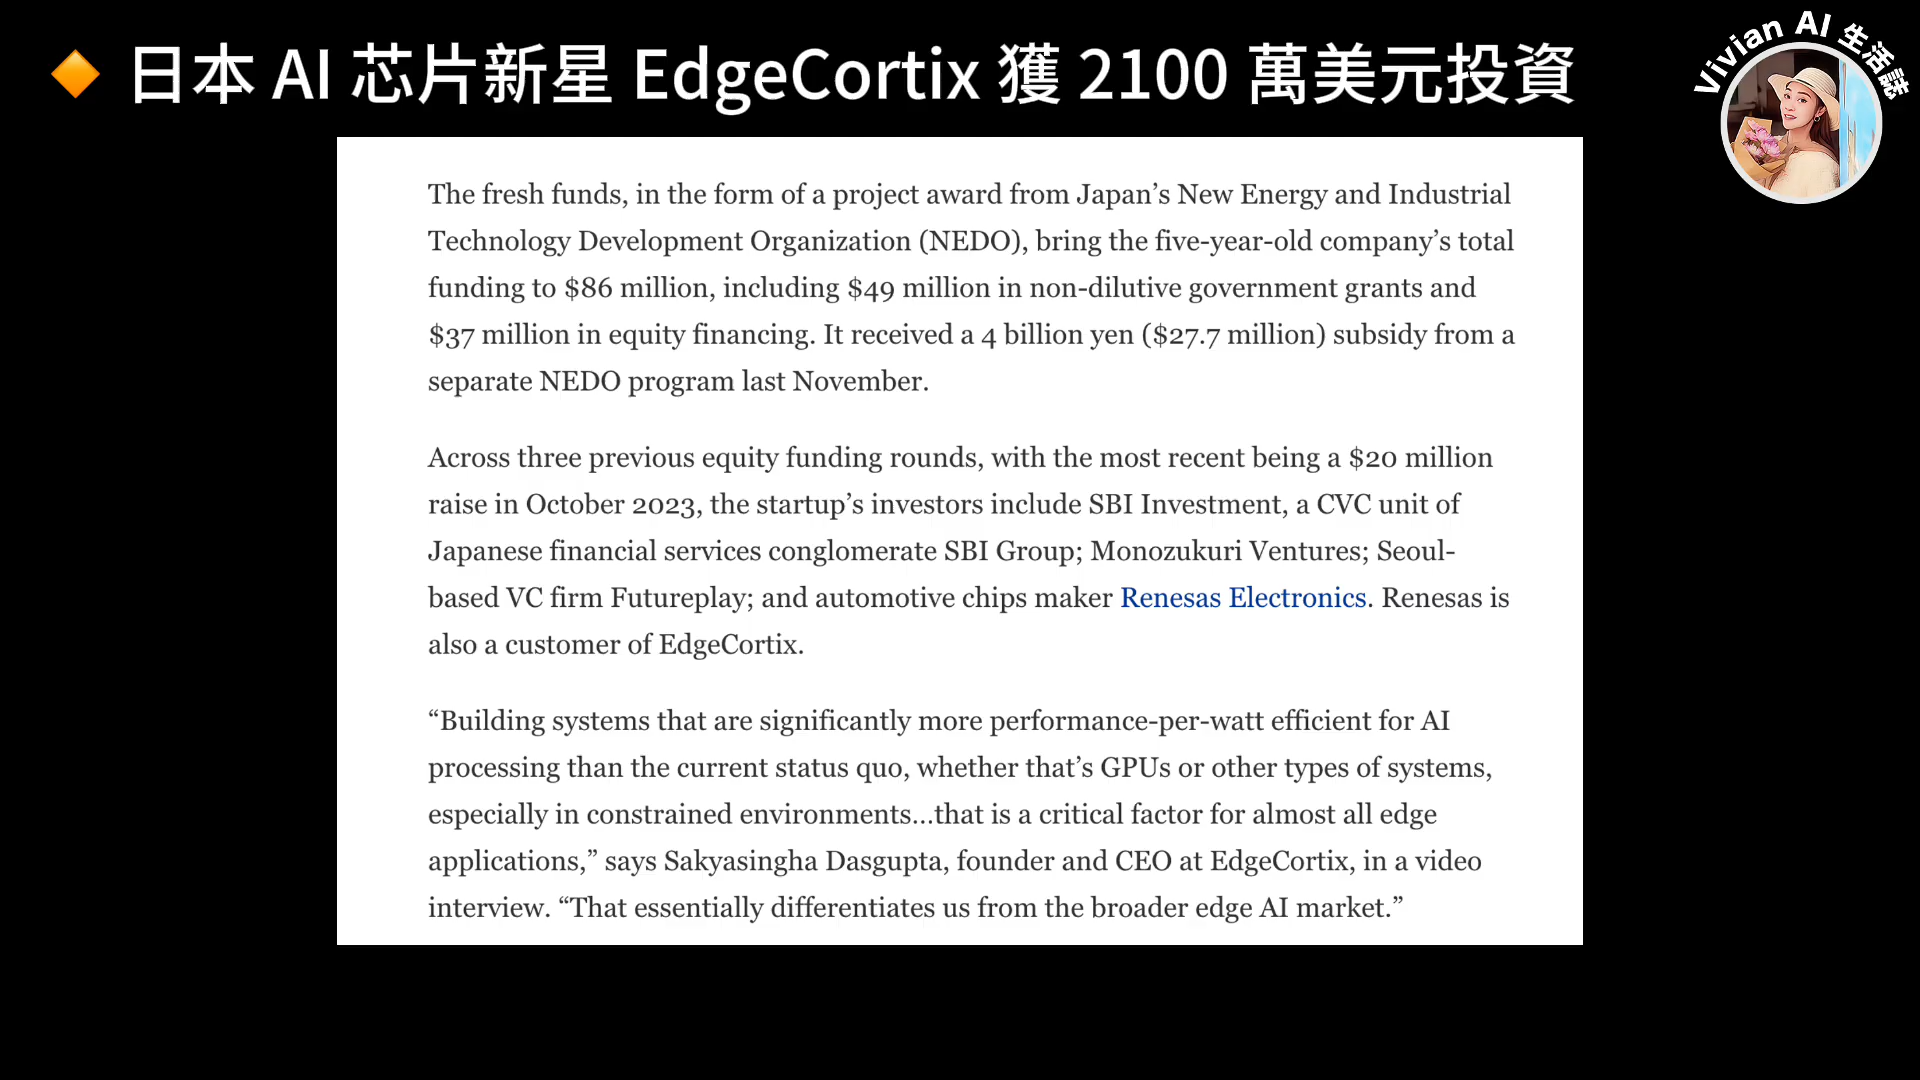 🔶 日本 AI 芯片新星 EdgeCortix 獲 2100 萬美元投資
Vivian AI 生活誌
The fresh funds, in the form of a project award from Japan’s New Energy and Industrial
Technology Development Organization (NEDO), bring the five-year-old company’s total
funding to $86 million, including $49 million in non-dilutive government grants and
$37 million in equity financing. It received a 4 billion yen ($27.7 million) subsidy from a
separate NEDO program last November.
Across three previous equity funding rounds, with the most recent being a $20 million
raise in October 2023, the startup’s investors include SBI Investment, a CVC unit of
Japanese financial services conglomerate SBI Group; Monozukuri Ventures; Seoul-
based VC firm Futureplay; and automotive chips maker Renesas Electronics. Renesas is
also a customer of EdgeCortix.
“Building systems that are significantly more performance-per-watt efficient for AI
processing than the current status quo, whether that’s GPUs or other types of systems,
especially in constrained environments…that is a critical factor for almost all edge
applications,” says Sakyasingha Dasgupta, founder and CEO at EdgeCortix, in a video
interview. “That essentially differentiates us from the broader edge AI market.”